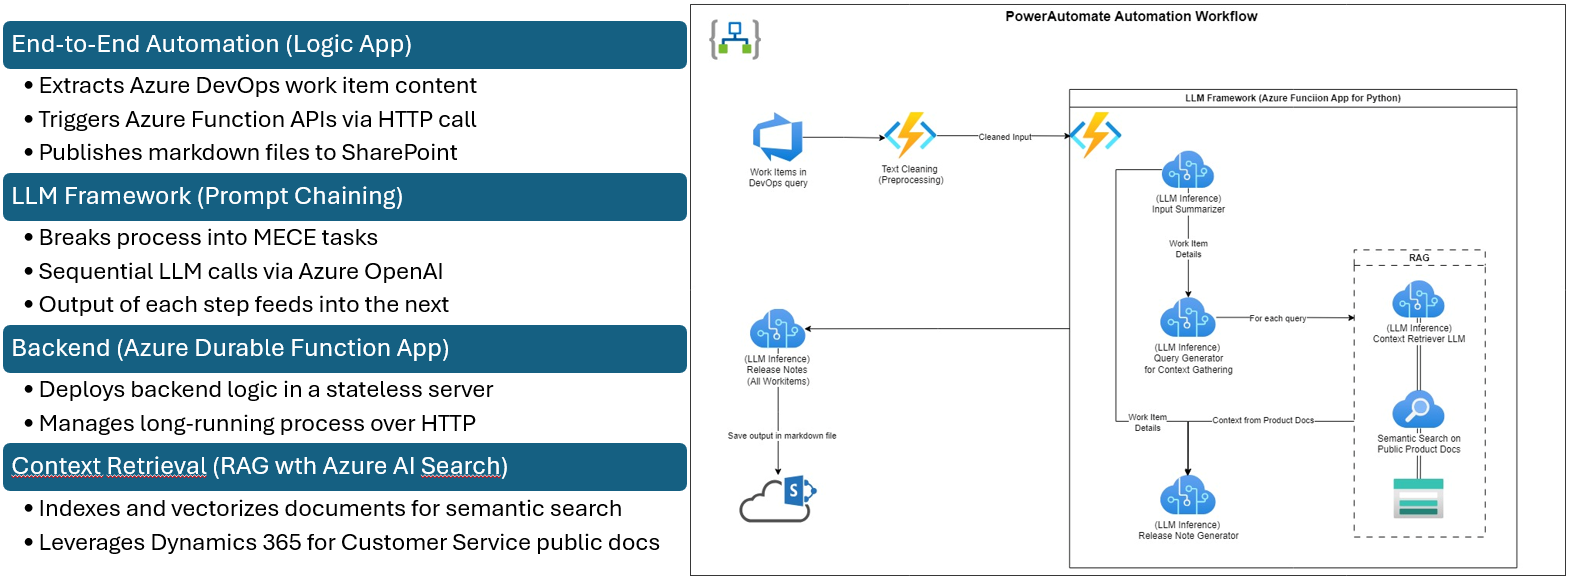 End-to-End Automation (Logic App)
• Extracts Azure DevOps work item content
• Triggers Azure Function APIs via HTTP call
• Publishes markdown files to SharePoint
LLM Framework (Prompt Chaining)
• Breaks process into MECE tasks
• Sequential LLM calls via Azure OpenAI
• Output of each step feeds into the next
Backend (Azure Durable Function App)
• Deploys backend logic in a stateless server
• Manages long-running process over HTTP
Context Retrieval (RAG wth Azure AI Search)
• Indexes and vectorizes documents for semantic search
• Leverages Dynamics 365 for Customer Service public docs
PowerAutomate Automation Workflow
Work Items in
DevOps query
Text Cleaning
(Preprocessing)
Cleaned Input
LLM Framework (Azure Funciion App for Python)
(LLM Inference)
Input Summarizer
Work Item
Details
(LLM Inference)
Query Generator
for Context Gathering
For each query
RAG
(LLM Inference)
Context Retriever LLM
Semantic Search on
Public Product Docs
Context from Product Docs
Work Item
Details
(LLM Inference)
Release Note Generator
(LLM Inference)
Release Notes
(All Workitems)
Save output in markdown file
S